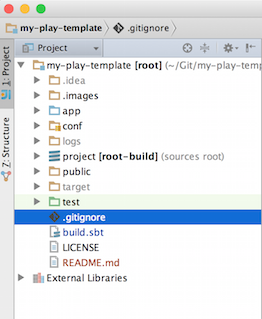 my-play-template .gitignore
1: Project
Z: Structure
Project
my-play-template [root] (~/Git/my-play-temp
.idea
.images
app
conf
logs
project [root-build] (sources root)
public
target
test
.gitignore
build.sbt
LICENSE
README.md
External Libraries